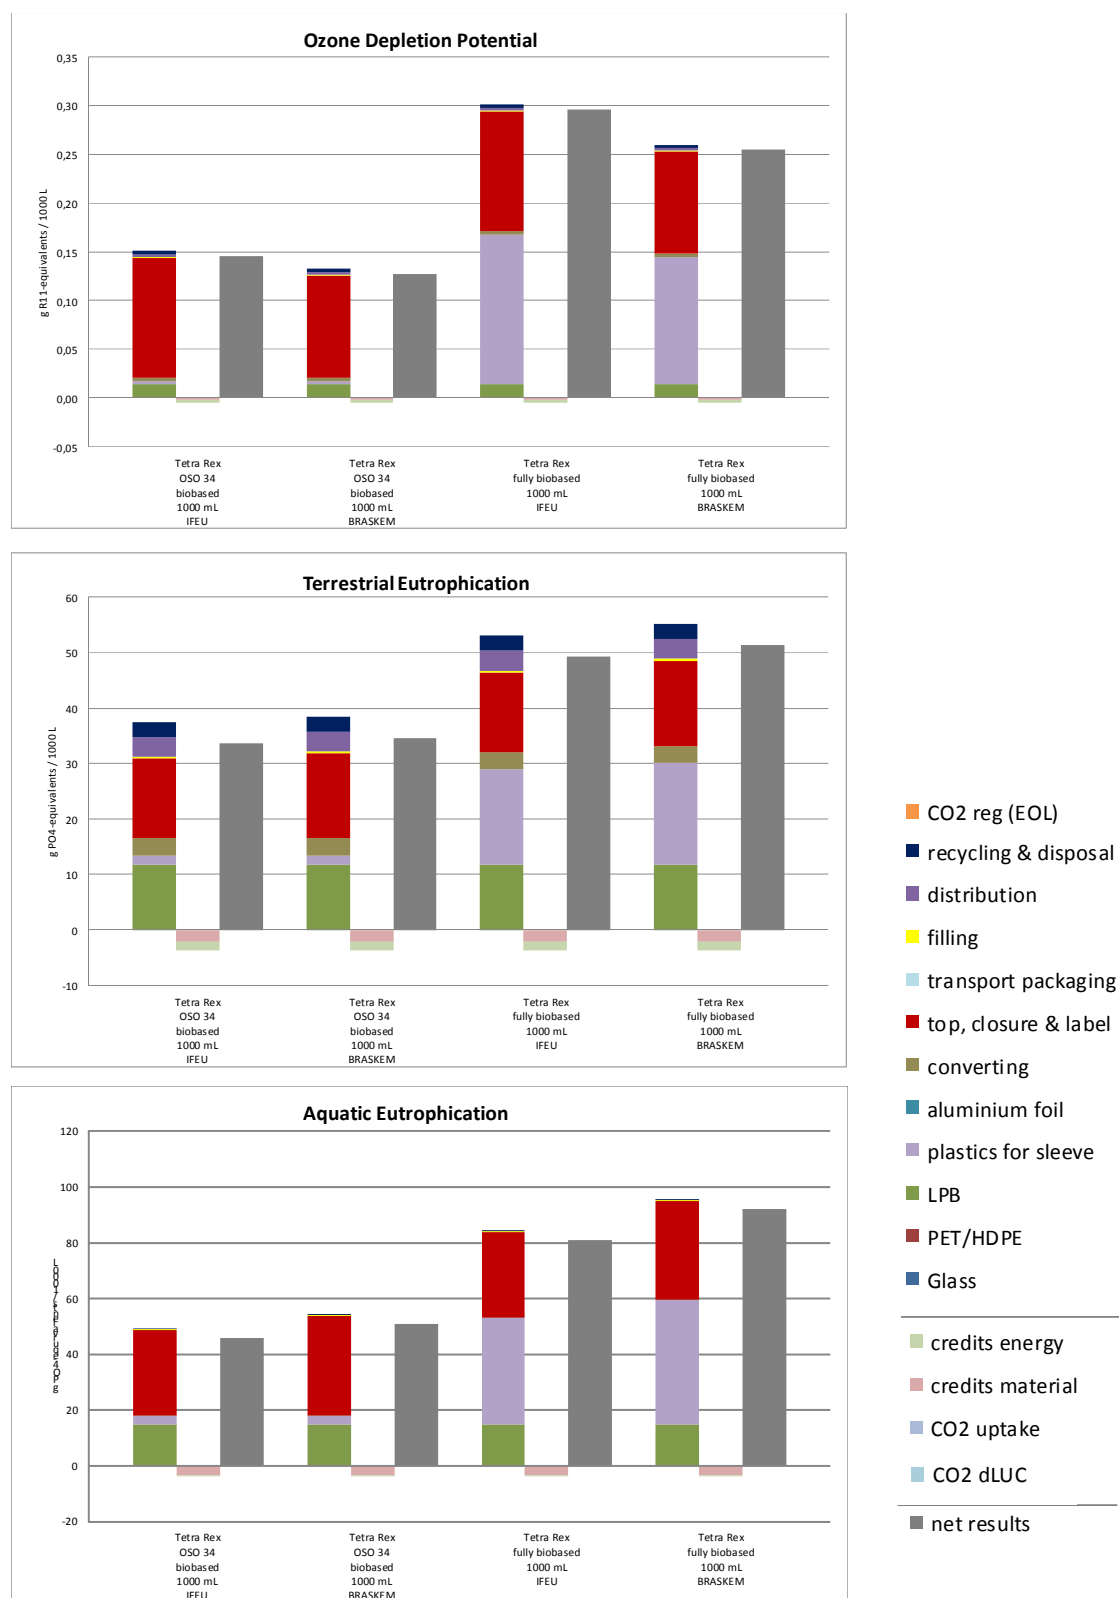 Ozone Depletion Potential
0,35
0,30
0,25
0,20
0,15
0,10
0,05
0,00
-0,05
g R11-equivalents / 1000 L
Tetra Rex
OSO 34
biobased
1000 mL
IFEU
Tetra Rex
OSO 34
biobased
1000 mL
BRASKEM
Tetra Rex
fully biobased
1000 mL
IFEU
Tetra Rex
fully biobased
1000 mL
BRASKEM
Terrestrial Eutrophication
60
50
40
30
20
10
0
-10
g PO4-equivalents / 1000 L
Tetra Rex
OSO 34
biobased
1000 mL
IFEU
Tetra Rex
OSO 34
biobased
1000 mL
BRASKEM
Tetra Rex
fully biobased
1000 mL
IFEU
Tetra Rex
fully biobased
1000 mL
BRASKEM
Aquatic Eutrophication
120
100
80
60
40
20
0
-20
Tetra Rex
OSO 34
biobased
1000 mL
IFEU
Tetra Rex
OSO 34
biobased
1000 mL
BRASKEM
Tetra Rex
fully biobased
1000 mL
IFEU
Tetra Rex
fully biobased
1000 mL
BRASKEM
CO2 reg (EOL)
recycling & disposal
distribution
filling
transport packaging
top, closure & label
converting
aluminium foil
plastics for sleeve
LPB
PET/HDPE
Glass
credits energy
credits material
CO2 uptake
CO2 dLUC
net results